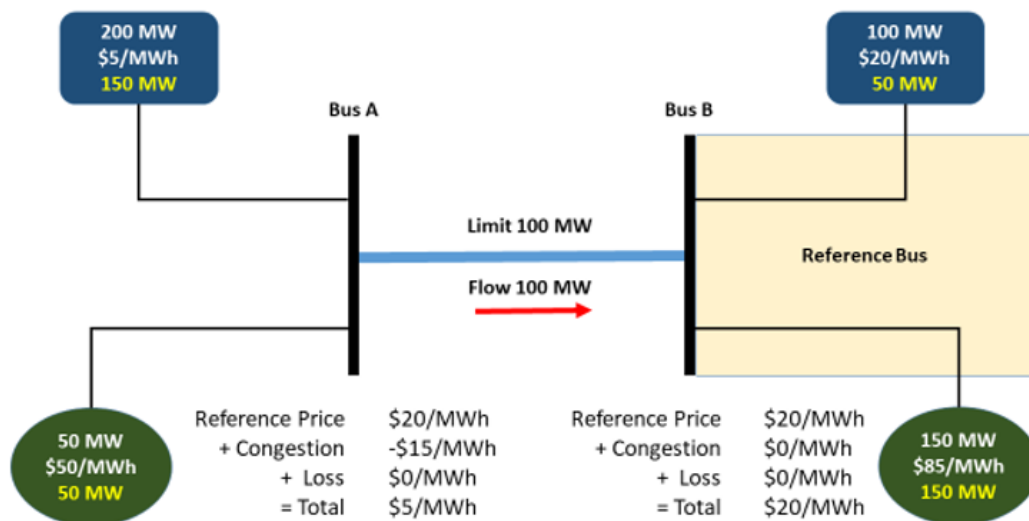 200 MW
$5/MWh
150 MW
100 MW
$20/MWh
50 MW
Bus A
Bus B
Limit 100 MW
Reference Bus
Flow 100 MW
50 MW
$50/MWh
50 MW
Reference Price $20/MWh
+ Congestion -$15/MWh
+ Loss $0/MWh
= Total $5/MWh
Reference Price $20/MWh
+ Congestion $0/MWh
+ Loss $0/MWh
= Total $20/MWh
150 MW
$85/MWh
150 MW